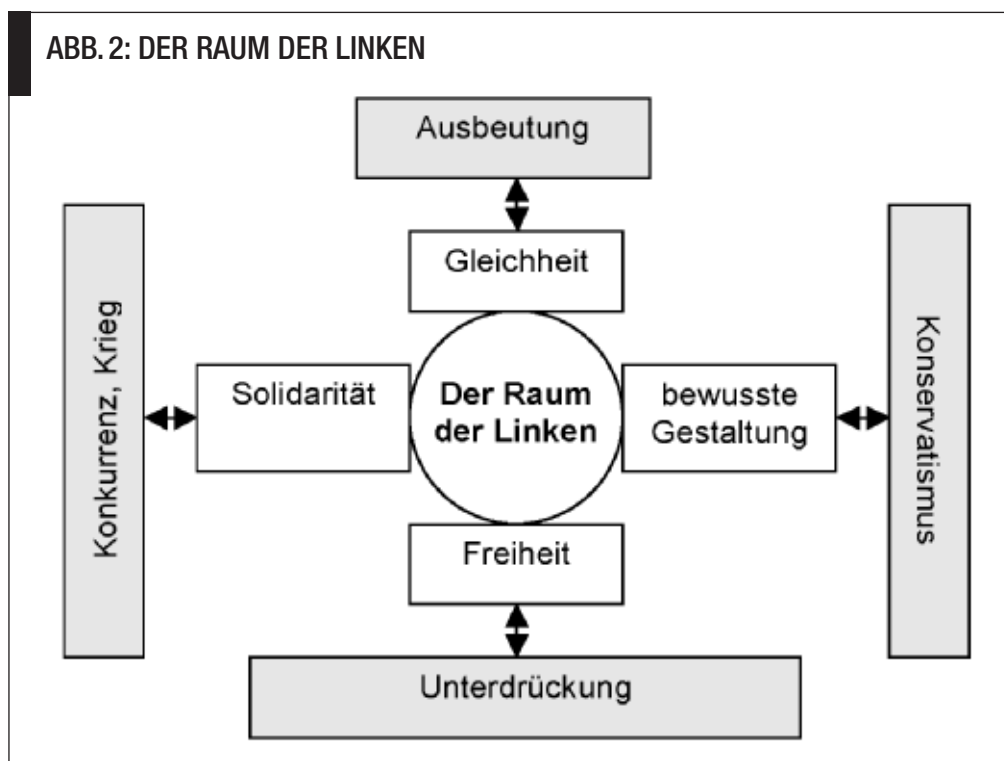 ABB. 2: DER RAUM DER LINKEN
Ausbeutung
Gleichheit
Konkurrenz, Krieg
Solidarität
Der Raum
der Linken
bewusste
Gestaltung
Konservatismus
Freiheit
Unterdrückung